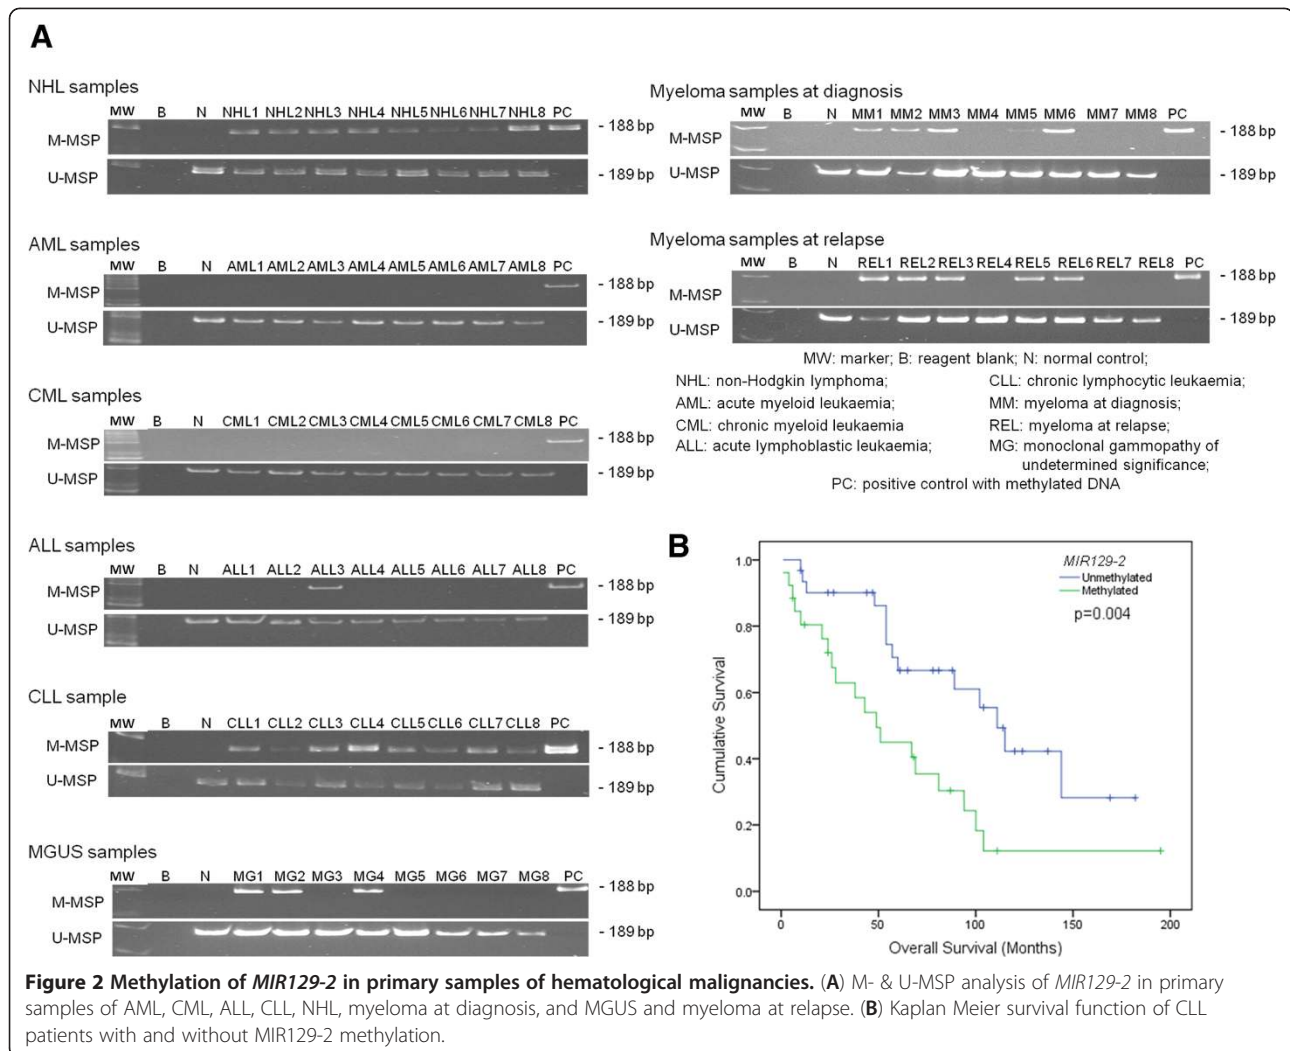 A
NHL samples
MW B N NHL1 NHL2 NHL3 NHL4 NHL5 NHL6 NHL7 NHL8 PC
M-MSP - 188 bp
U-MSP - 189 bp
AML samples
MW B N AML1 AML2 AML3 AML4 AML5 AML6 AML7 AML8 PC
M-MSP - 188 bp
U-MSP - 189 bp
CML samples
MW B N CML1 CML2 CML3 CML4 CML5 CML6 CML7 CML8 PC
M-MSP - 188 bp
U-MSP - 189 bp
ALL samples
MW B N ALL1 ALL2 ALL3 ALL4 ALL5 ALL6 ALL7 ALL8 PC
M-MSP - 188 bp
U-MSP - 189 bp
CLL sample
MW B N CLL1 CLL2 CLL3 CLL4 CLL5 CLL6 CLL7 CLL8 PC
M-MSP - 188 bp
U-MSP - 189 bp
MGUS samples
MW B N MG1 MG2 MG3 MG4 MG5 MG6 MG7 MG8 PC
M-MSP - 188 bp
U-MSP - 189 bp
Myeloma samples at diagnosis
MW B N MM1 MM2 MM3 MM4 MM5 MM6 MM7 MM8 PC
M-MSP - 188 bp
U-MSP - 189 bp
Myeloma samples at relapse
MW B N REL1 REL2 REL3 REL4 REL5 REL6 REL7 REL8 PC
M-MSP - 188 bp
U-MSP - 189 bp
MW: marker; B: reagent blank; N: normal control;
NHL: non-Hodgkin lymphoma; CLL: chronic lymphocytic leukaemia;
AML: acute myeloid leukaemia; MM: myeloma at diagnosis;
CML: chronic myeloid leukaemia REL: myeloma at relapse;
ALL: acute lymphoblastic leukaemia; MG: monoclonal gammopathy of
undetermined significance;
PC: positive control with methylated DNA
B
MIR129-2
Unmethylated
Methylated
p=0.004
Cumulative Survival
1.0
0.8
0.6
0.4
0.2
0.0
0 50 100 150 200
Overall Survival (Months)
Figure 2 Methylation of MIR129-2 in primary samples of hematological malignancies. (A) M- & U-MSP analysis of MIR129-2 in primary
samples of AML, CML, ALL, CLL, NHL, myeloma at diagnosis, and MGUS and myeloma at relapse. (B) Kaplan Meier survival function of CLL
patients with and without MIR129-2 methylation.